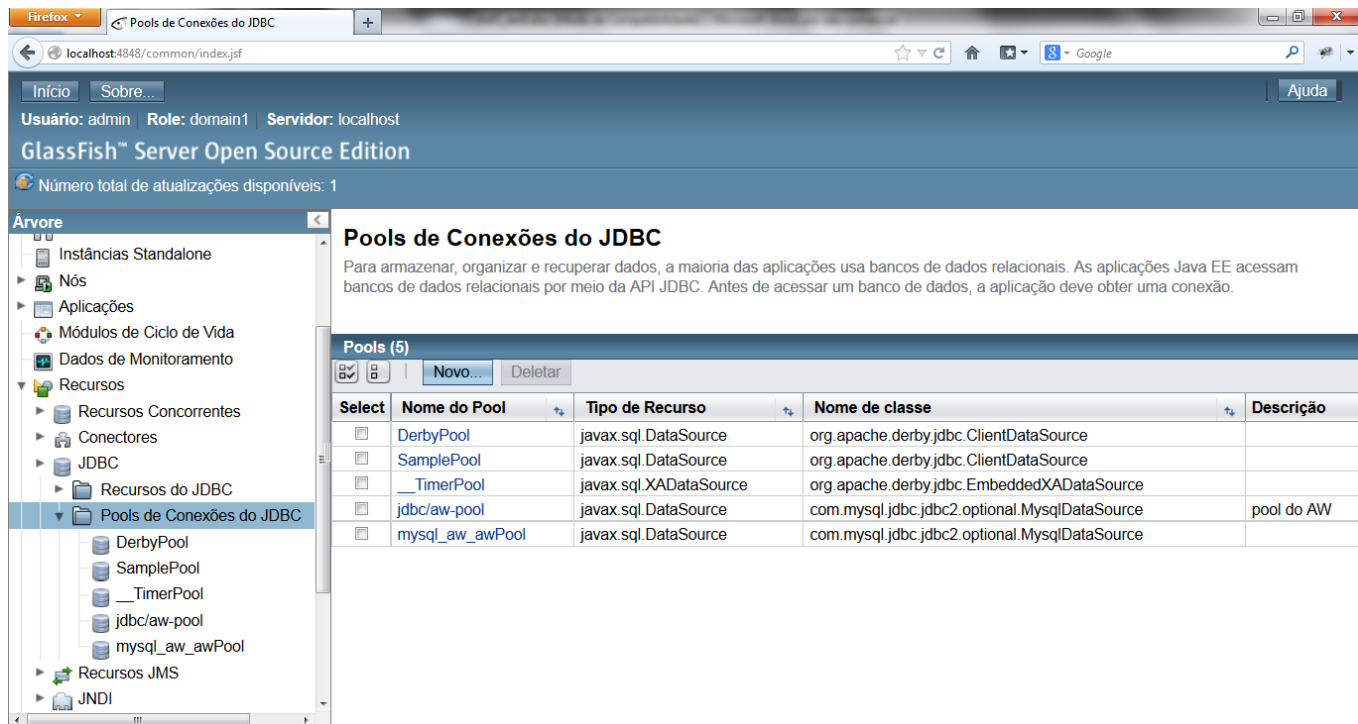 Firefox
Pools de Conexões do JDBC
localhost:4848/common/index.jsf
Google
Início Sobre...
Ajuda
Usuário: admin Role: domain1 Servidor: localhost
GlassFish™ Server Open Source Edition
Número total de atualizações disponíveis: 1
Árvore
Instâncias Standalone
Nós
Aplicações
Módulos de Ciclo de Vida
Dados de Monitoramento
Recursos
Recursos Concorrentes
Conectores
JDBC
Recursos do JDBC
Pools de Conexões do JDBC
DerbyPool
SamplePool
__TimerPool
jdbc/aw-pool
mysql_aw_awPool
Recursos JMS
JNDI
Pools de Conexões do JDBC
Para armazenar, organizar e recuperar dados, a maioria das aplicações usa bancos de dados relacionais. As aplicações Java EE acessam
bancos de dados relacionais por meio da API JDBC. Antes de acessar um banco de dados, a aplicação deve obter uma conexão.
Pools (5)
Novo... Deletar
Select Nome do Pool Tipo de Recurso Nome de classe Descrição
DerbyPool javax.sql.DataSource org.apache.derby.jdbc.ClientDataSource
SamplePool javax.sql.DataSource org.apache.derby.jdbc.ClientDataSource
__TimerPool javax.sql.XADataSource org.apache.derby.jdbc.EmbeddedXADataSource
jdbc/aw-pool javax.sql.DataSource com.mysql.jdbc.jdbc2.optional.MysqlDataSource pool do AW
mysql_aw_awPool javax.sql.DataSource com.mysql.jdbc.jdbc2.optional.MysqlDataSource